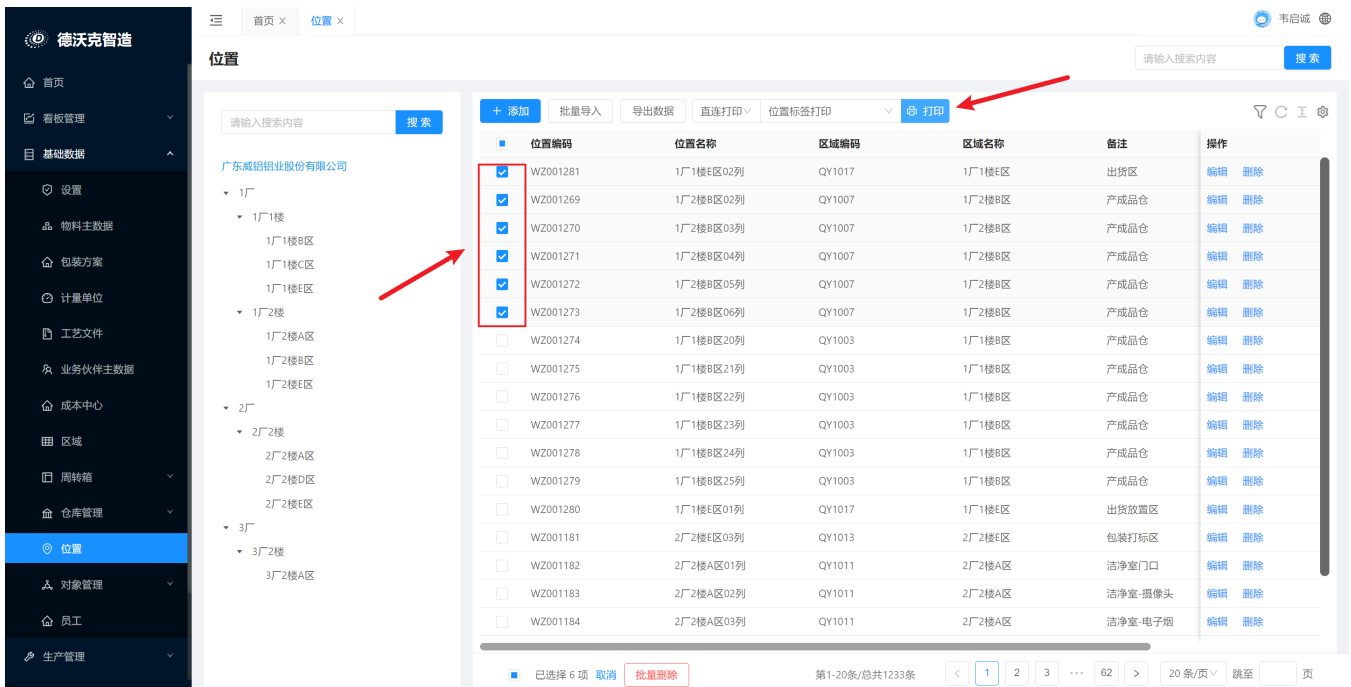 德沃克智造
首页
看板管理
基础数据
设置
物料主数据
包装方案
计量单位
工艺文件
业务伙伴主数据
成本中心
区域
周转箱
仓库管理
位置
对象管理
员工
生产管理
首页 × 位置 ×
韦启诚
位置
请输入搜索内容 搜 索
请输入搜索内容 搜 索
广东威铝铝业股份有限公司
1厂
1厂1楼
1厂1楼B区
1厂1楼C区
1厂1楼E区
1厂2楼
1厂2楼A区
1厂2楼B区
1厂2楼E区
2厂
2厂2楼
2厂2楼A区
2厂2楼D区
2厂2楼E区
3厂
3厂2楼
3厂2楼A区
+ 添加 批量导入 导出数据 直连打印 位置标签打印 打印
位置编码 位置名称 区域编码 区域名称 备注 操作
WZ001281 1厂1楼E区02列 QY1017 1厂1楼E区 出货区 编辑 删除
WZ001269 1厂2楼B区02列 QY1007 1厂2楼B区 产成品仓 编辑 删除
WZ001270 1厂2楼B区03列 QY1007 1厂2楼B区 产成品仓 编辑 删除
WZ001271 1厂2楼B区04列 QY1007 1厂2楼B区 产成品仓 编辑 删除
WZ001272 1厂2楼B区05列 QY1007 1厂2楼B区 产成品仓 编辑 删除
WZ001273 1厂2楼B区06列 QY1007 1厂2楼B区 产成品仓 编辑 删除
WZ001274 1厂1楼B区20列 QY1003 1厂1楼B区 产成品仓 编辑 删除
WZ001275 1厂1楼B区21列 QY1003 1厂1楼B区 产成品仓 编辑 删除
WZ001276 1厂1楼B区22列 QY1003 1厂1楼B区 产成品仓 编辑 删除
WZ001277 1厂1楼B区23列 QY1003 1厂1楼B区 产成品仓 编辑 删除
WZ001278 1厂1楼B区24列 QY1003 1厂1楼B区 产成品仓 编辑 删除
WZ001279 1厂1楼B区25列 QY1003 1厂1楼B区 产成品仓 编辑 删除
WZ001280 1厂1楼E区01列 QY1017 1厂1楼E区 出货放置区 编辑 删除
WZ001181 2厂2楼E区03列 QY1013 2厂2楼E区 包装打标区 编辑 删除
WZ001182 2厂2楼A区01列 QY1011 2厂2楼A区 洁净室门口 编辑 删除
WZ001183 2厂2楼A区02列 QY1011 2厂2楼A区 洁净室-摄像头 编辑 删除
WZ001184 2厂2楼A区03列 QY1011 2厂2楼A区 洁净室-电子烟 编辑 删除
已选择 6 项 取消 批量删除 第1-20条/总共1233条 < 1 2 3 ··· 62 > 20 条/页 跳至 页